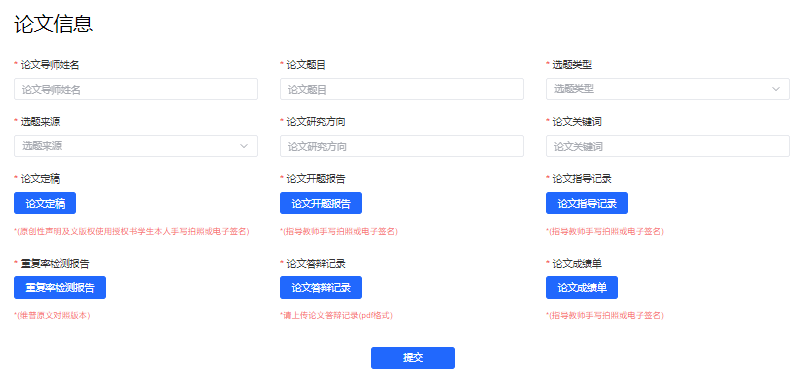 论文信息
* 论文导师姓名
* 论文题目
* 选题类型
论文导师姓名
论文题目
选题类型
* 选题来源
* 论文研究方向
* 论文关键词
选题来源
论文研究方向
论文关键词
* 论文定稿
* 论文开题报告
* 论文指导记录
论文定稿
论文开题报告
论文指导记录
*(原创性声明及文版权使用授权书学生本人手写拍照或电子签名)
*(指导教师手写拍照或电子签名)
*(指导教师手写拍照或电子签名)
* 重复率检测报告
* 论文答辩记录
* 论文成绩单
重复率检测报告
论文答辩记录
论文成绩单
*(维普原文对照版本)
*请上传论文答辩记录(pdf格式)
*(指导教师手写拍照或电子签名)
提交